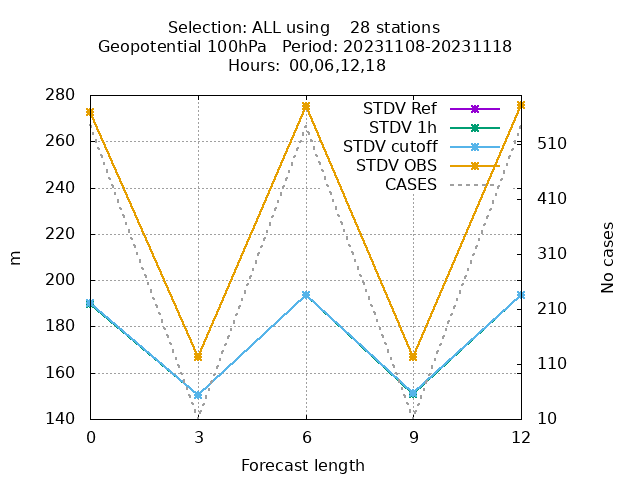 Selection: ALL using    28 stations
Geopotential 100hPa   Period: 20231108-20231118
Hours: 00,06,12,18
STDV Ref
STDV 1h
STDV cutoff
STDV OBS
CASES
280
260
240
220
200
180
160
140
m
510
410
310
210
110
10
No cases
0 3 6 9 12
Forecast length